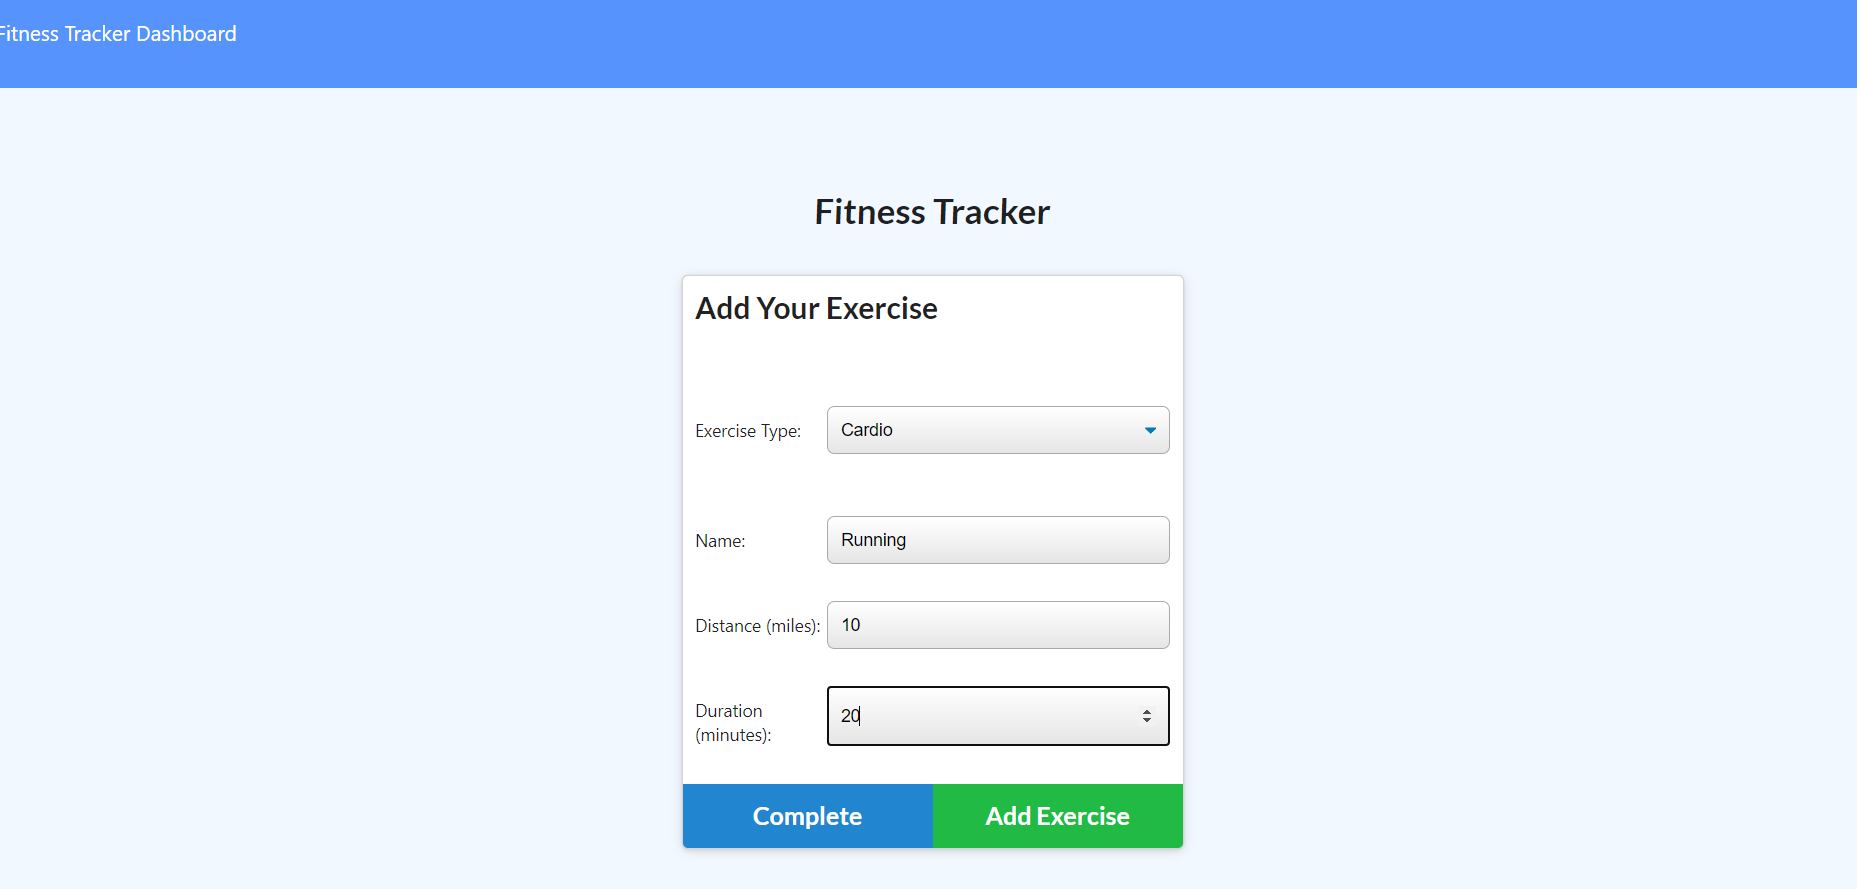 Fitness Tracker Dashboard
Fitness Tracker
Add Your Exercise
Exercise Type: Cardio
Name: Running
Distance (miles): 10
Duration (minutes): 20
Complete Add Exercise